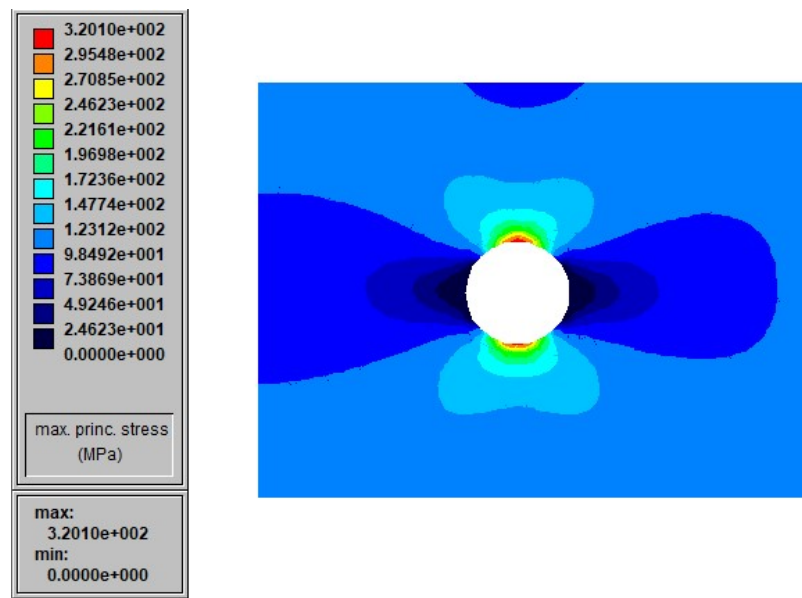 3.2010e+002
2.9548e+002
2.7085e+002
2.4623e+002
2.2161e+002
1.9698e+002
1.7236e+002
1.4774e+002
1.2312e+002
9.8492e+001
7.3869e+001
4.9246e+001
2.4623e+001
0.0000e+000
max. princ. stress
(MPa)
max:
3.2010e+002
min:
0.0000e+000